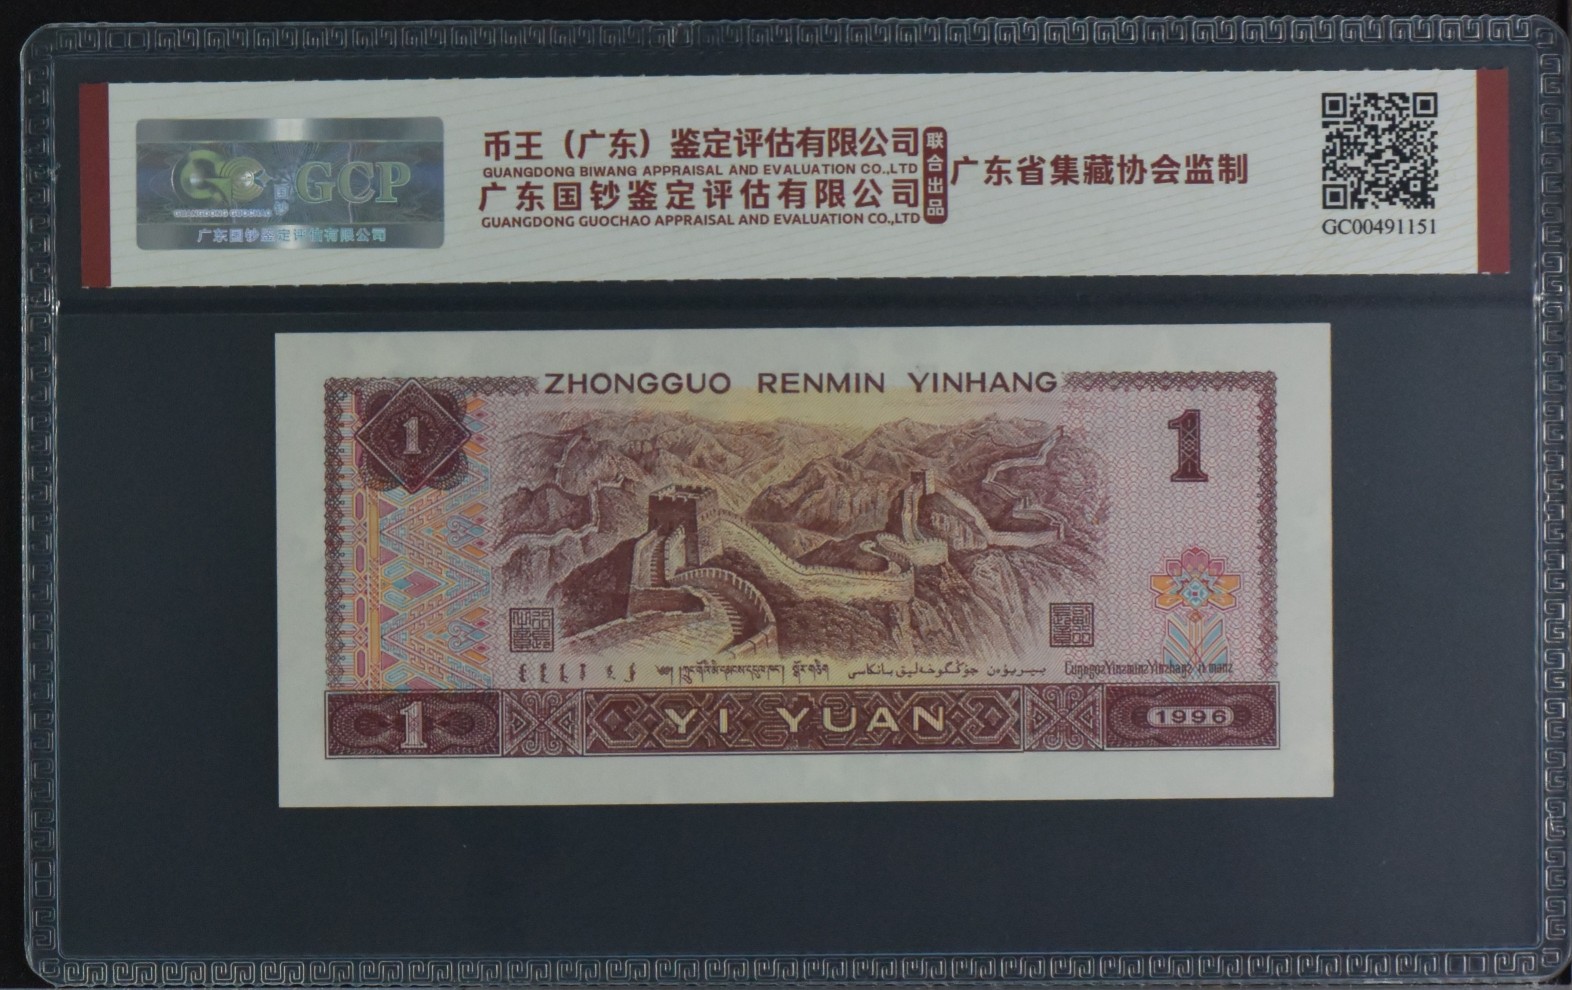 GCP
GUANGDONG GUOCHAO
广东国钞鉴定评估有限公司
币王（广东）鉴定评估有限公司
GUANGDONG BIWANG APPRAISAL AND EVALUATION CO.,LTD
广东国钞鉴定评估有限公司
GUANGDONG GUOCHAO APPRAISAL AND EVALUATION CO.,LTD
联合出品
广东省集藏协会监制
GC00491151
ZHONGGUO RENMIN YINHANG
1
1
1
YI YUAN
1996